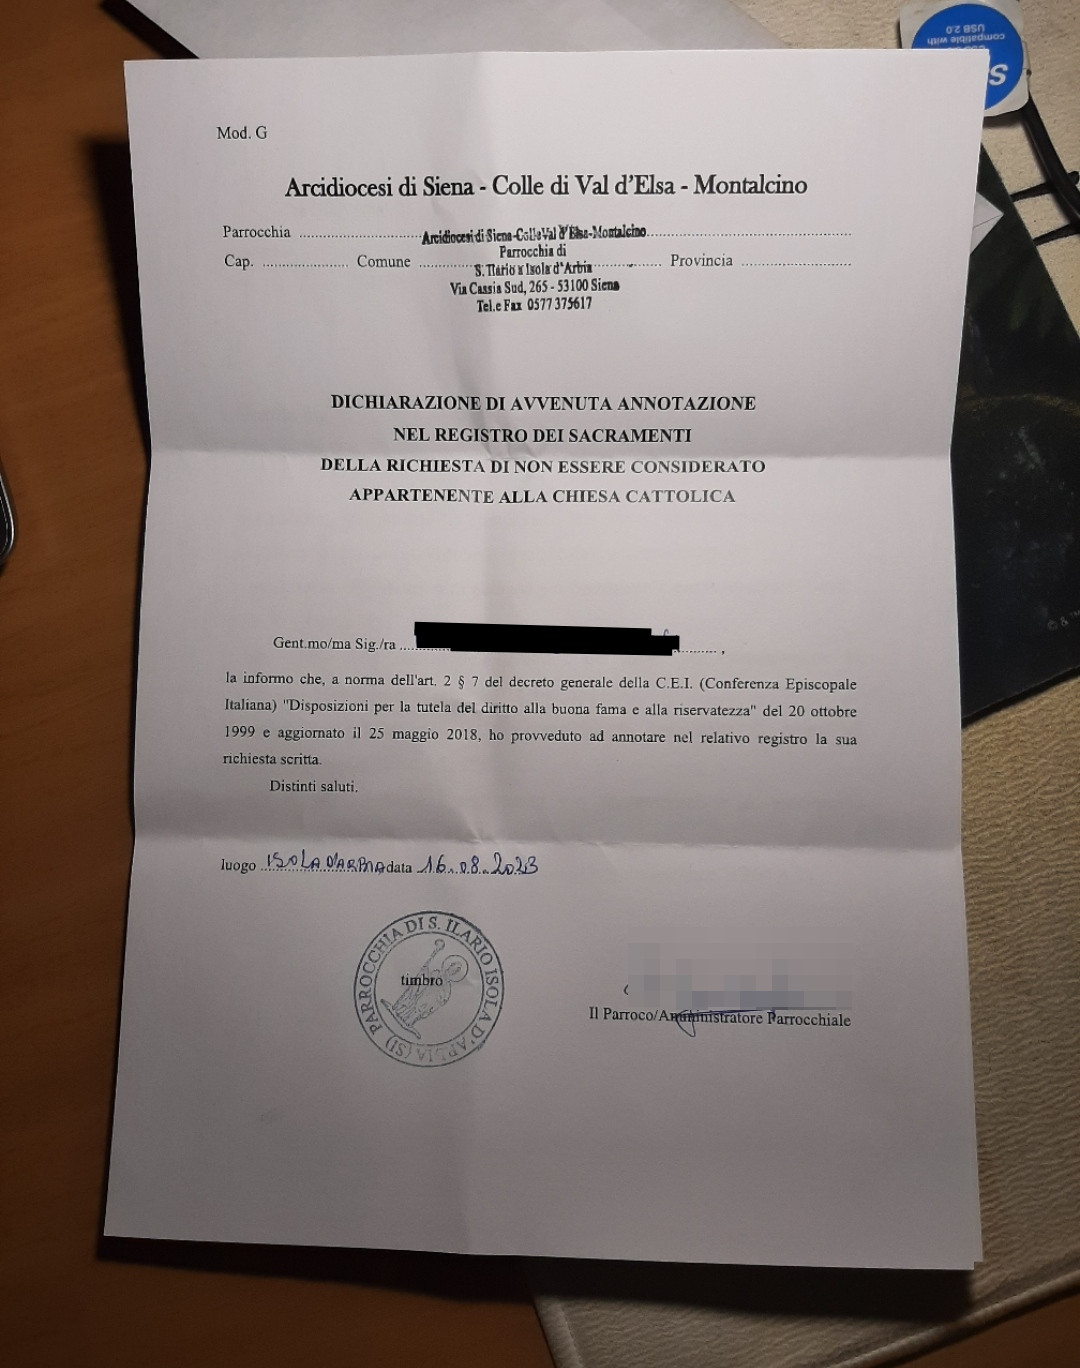 USB 2.0
compatible with
S
Mod. G
Arcidiocesi di Siena - Colle di Val d'Elsa - Montalcino
Parrocchia ........................ Arcidiocesi di Siena-Colle Val d'Elsa-Montalcino ........................
Parrocchia di
Cap. .................... Comune .................... S. Ilario a Isola d'Arbia .................... Provincia ....................
Via Cassia Sud, 265 - 53100 Siena
Tel.e Fax 0577 375617
DICHIARAZIONE DI AVVENUTA ANNOTAZIONE
NEL REGISTRO DEI SACRAMENTI
DELLA RICHIESTA DI NON ESSERE CONSIDERATO
APPARTENENTE ALLA CHIESA CATTOLICA
Gent.mo/ma Sig./ra ............ ,
la informo che, a norma dell'art. 2 § 7 del decreto generale della C.E.I. (Conferenza Episcopale
Italiana) "Disposizioni per la tutela del diritto alla buona fama e alla riservatezza" del 20 ottobre
1999 e aggiornato il 25 maggio 2018, ho provveduto ad annotare nel relativo registro la sua
richiesta scritta.
Distinti saluti.
luogo ISOLA D'ARBIA data 16.08.2023
PARROCCHIA DI S. ILARIO ISOLA D'ARBIA (SI)
timbro
Il Parroco/Amministratore Parrocchiale
© & ™